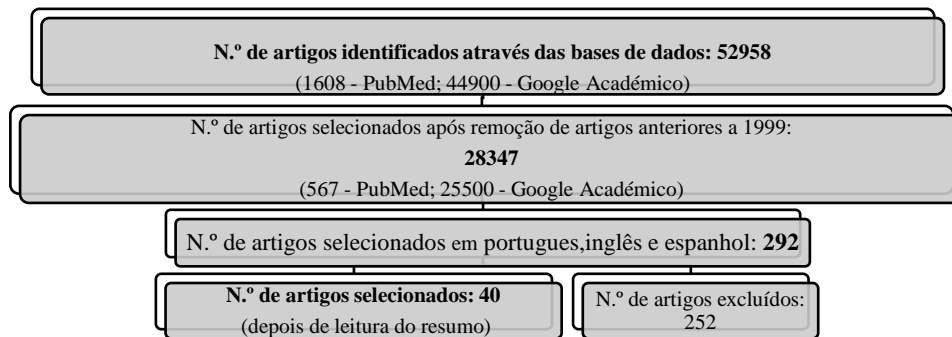 N.º de artigos identificados através das bases de dados: 52958
(1608 - PubMed; 44900 - Google Académico)
N.º de artigos selecionados após remoção de artigos anteriores a 1999:
28347
(567 - PubMed; 25500 - Google Académico)
N.º de artigos selecionados em portugues,inglês e espanhol: 292
N.º de artigos selecionados: 40
(depois de leitura do resumo)
N.º de artigos excluídos:
252